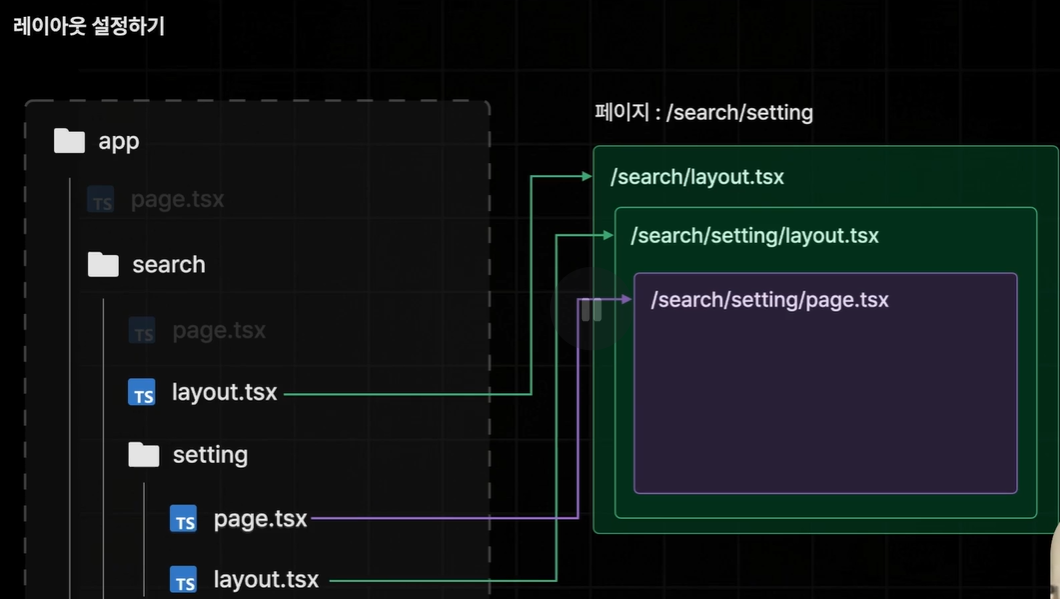 레이아웃 설정하기
app
TS page.tsx
search
TS page.tsx
TS layout.tsx
setting
TS page.tsx
TS layout.tsx
페이지 : /search/setting
/search/layout.tsx
/search/setting/layout.tsx
/search/setting/page.tsx